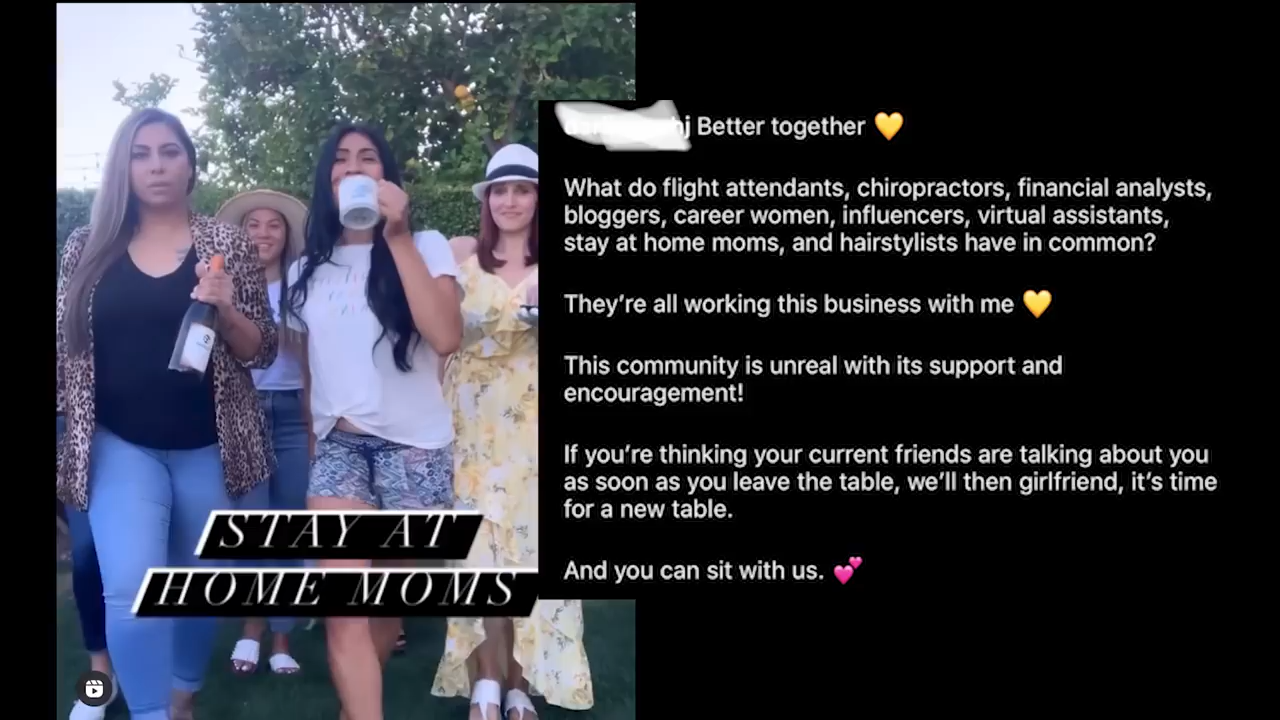 Better together 💛
What do flight attendants, chiropractors, financial analysts,
bloggers, career women, influencers, virtual assistants,
stay at home moms, and hairstylists have in common?
They’re all working this business with me 💛
This community is unreal with its support and
encouragement!
If you’re thinking your current friends are talking about you
as soon as you leave the table, we’ll then girlfriend, it’s time
for a new table.
And you can sit with us. 💕
STAY AT
HOME MOMS